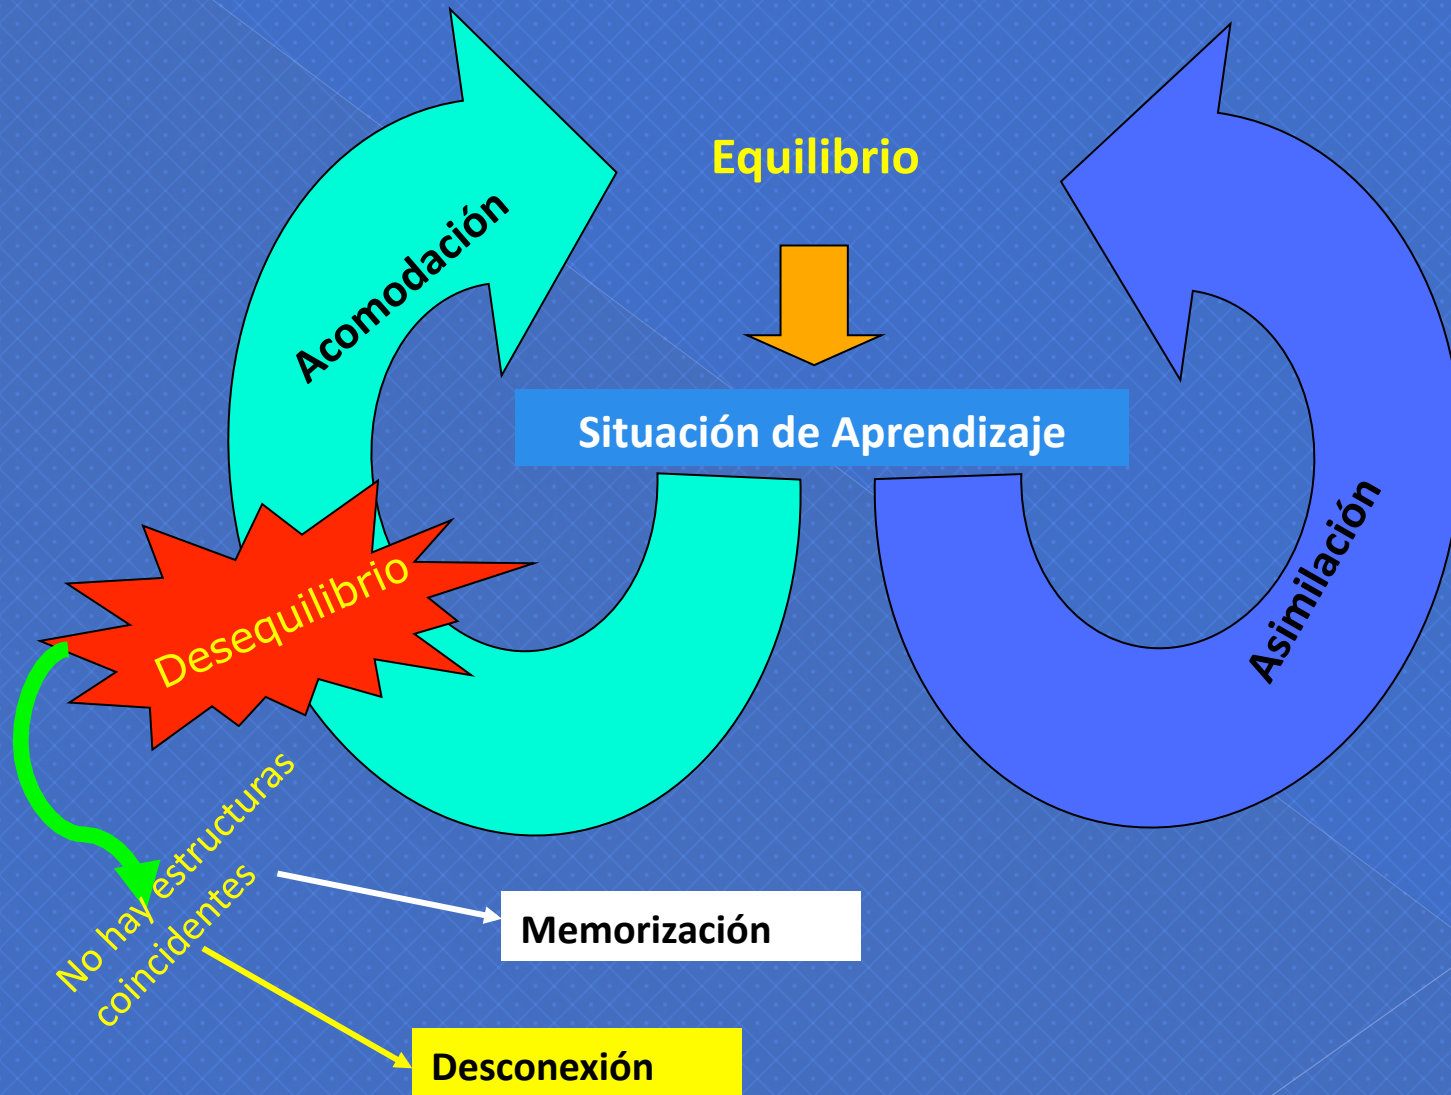 Equilibrio
Acomodación
Situación de Aprendizaje
Asimilación
Desequilibrio
No hay estructuras
coincidentes
Memorización
Desconexión